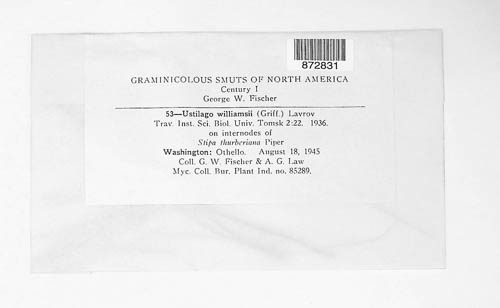 872831
GRAMINICOLOUS SMUTS OF NORTH AMERICA
Century I
George W. Fischer
53—Ustilago williamsii (Griff.) Lavrov
Trav. Inst. Sci. Biol. Univ. Tomsk 2:22. 1936.
on internodes of
Stipa thurberiana Piper
Washington: Othello. August 18, 1945
Coll. G. W. Fischer & A. G. Law
Myc. Coll. Bur. Plant Ind. no. 85289.